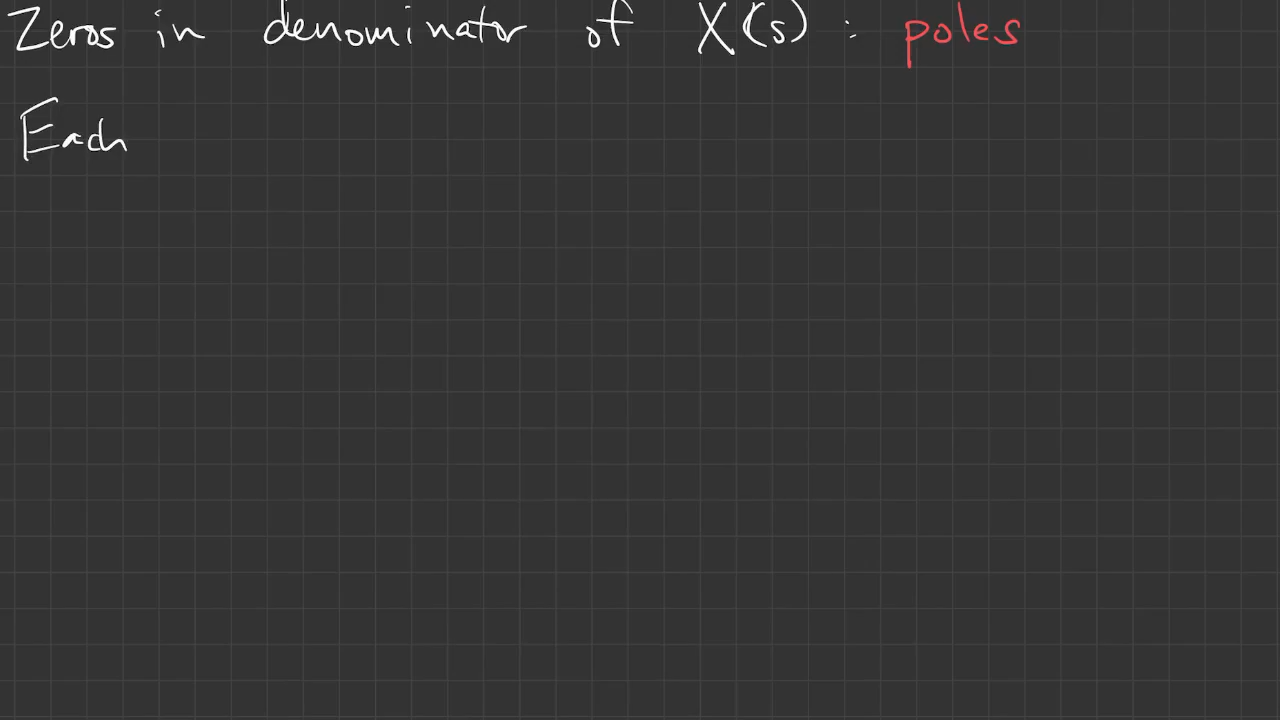 Zeros in denominator of X(s) : poles
Each